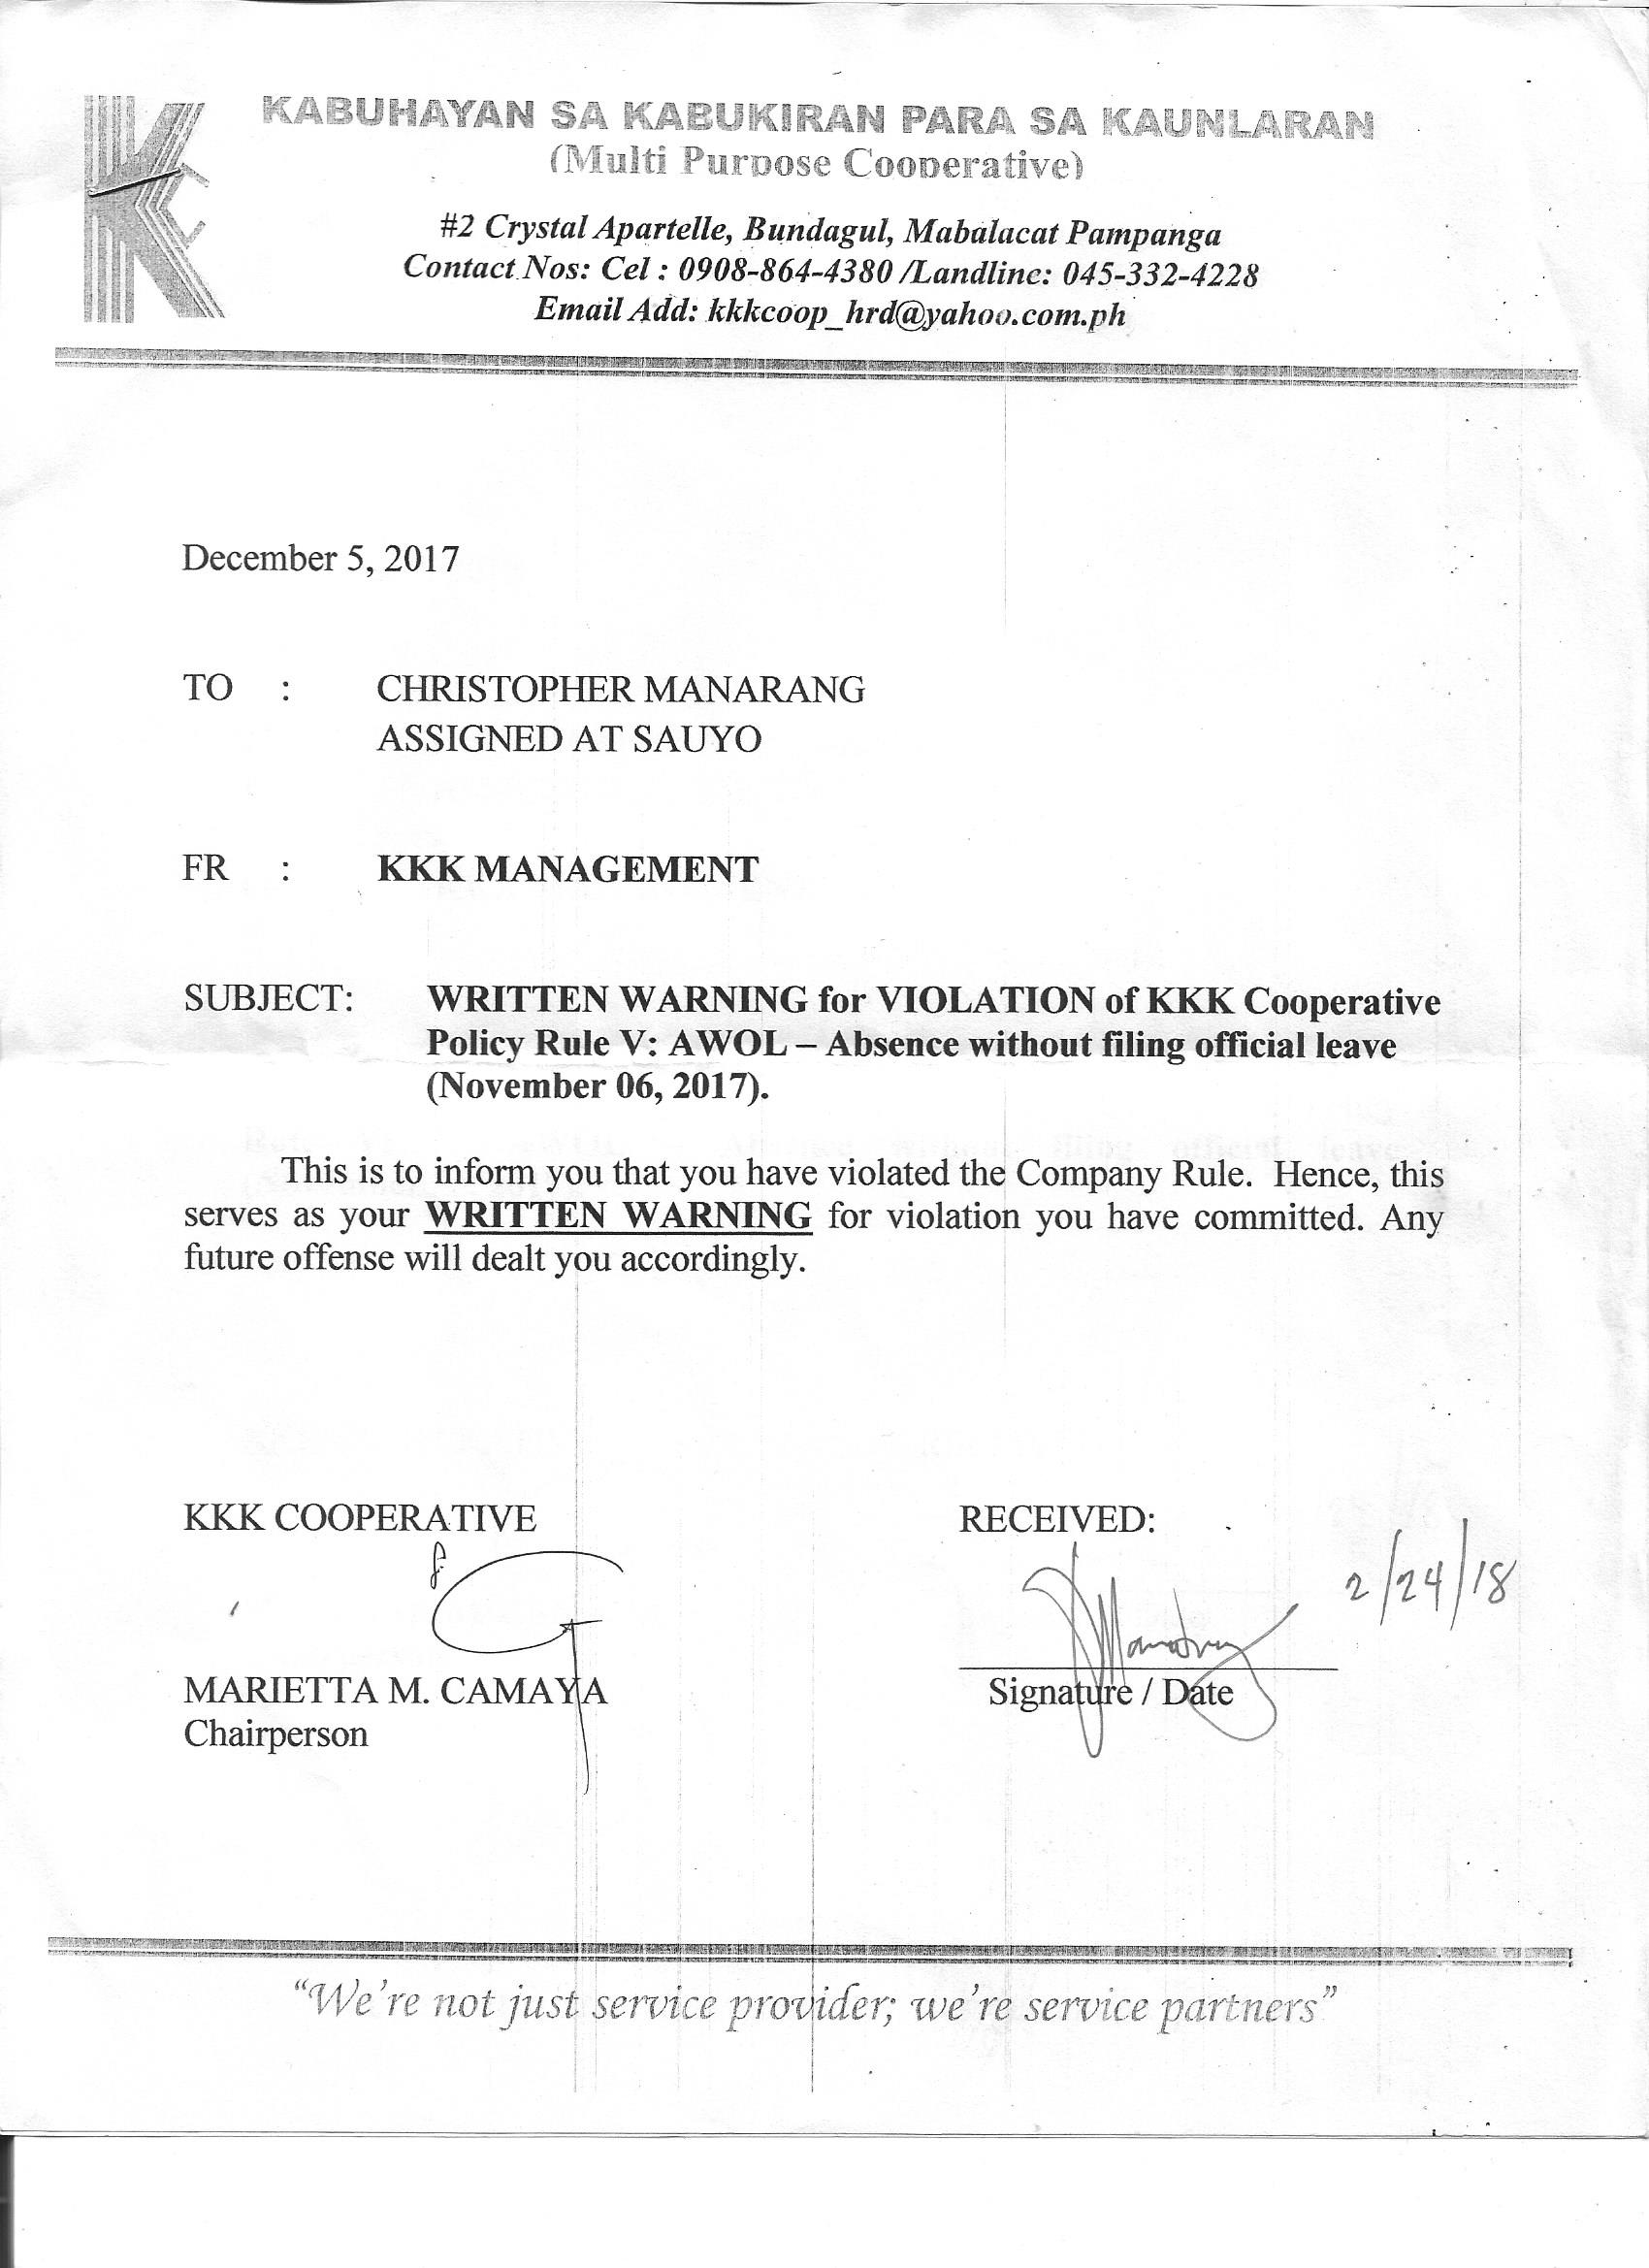 KABUHAYAN SA KABUKIRAN PARA SA KAUNLARAN
(Multi Purpose Cooperative)
#2 Crystal Apartelle, Bundagul, Mabalacat Pampanga
Contact Nos: Cel : 0908-864-4380 /Landline: 045-332-4228
Email Add: kkkcoop_hrd@yahoo.com.ph
December 5, 2017
TO : CHRISTOPHER MANARANG
ASSIGNED AT SAUYO
FR : KKK MANAGEMENT
SUBJECT: WRITTEN WARNING for VIOLATION of KKK Cooperative
Policy Rule V: AWOL – Absence without filing official leave
(November 06, 2017).
This is to inform you that you have violated the Company Rule. Hence, this
serves as your WRITTEN WARNING for violation you have committed. Any
future offense will dealt you accordingly.
KKK COOPERATIVE RECEIVED:
2/24/18
MARIETTA M. CAMAYA Signature / Date
Chairperson
“We’re not just service provider; we’re service partners”